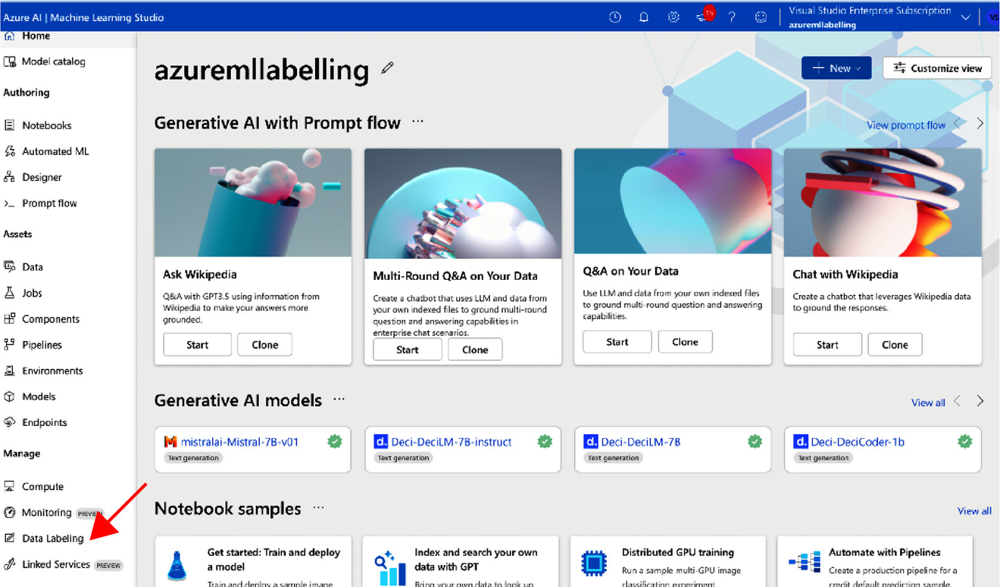 Azure AI | Machine Learning Studio
15
?
Visual Studio Enterprise Subscription
azuremllabelling
VS
Home
Model catalog
Authoring
Notebooks
Automated ML
Designer
Prompt flow
Assets
Data
Jobs
Components
Pipelines
Environments
Models
Endpoints
Manage
Compute
Monitoring PREVIEW
Data Labeling
Linked Services PREVIEW
azuremllabelling
New
Customize view
Generative AI with Prompt flow ...
View prompt flow
Ask Wikipedia
Q&A with GPT3.5 using information from
Wikipedia to make your answers more
grounded.
Start Clone
Multi-Round Q&A on Your Data
Create a chatbot that uses LLM and data from
your own indexed files to ground multi-round
question and answering capabilities in
enterprise chat scenarios.
Start Clone
Q&A on Your Data
Use LLM and data from your own indexed files
to ground multi-round question and answering
capabilities.
Start Clone
Chat with Wikipedia
Create a chatbot that leverages Wikipedia data
to ground the responses.
Start Clone
Generative AI models ...
View all
mistralai-Mistral-7B-v01
Text generation
d. Deci-DeciLM-7B-instruct
Text generation
d. Deci-DeciLM-7B
Text generation
d. Deci-DeciCoder-1b
Text generation
Notebook samples ...
View all
Get started: Train and deploy
a model
Train and deploy a sample image
Index and search your own
data with GPT
Bring your own data to look up
Distributed GPU training
Run a sample multi-GPU image
classification experiment.
Automate with Pipelines
Create a production pipeline for a
credit default prediction sample.